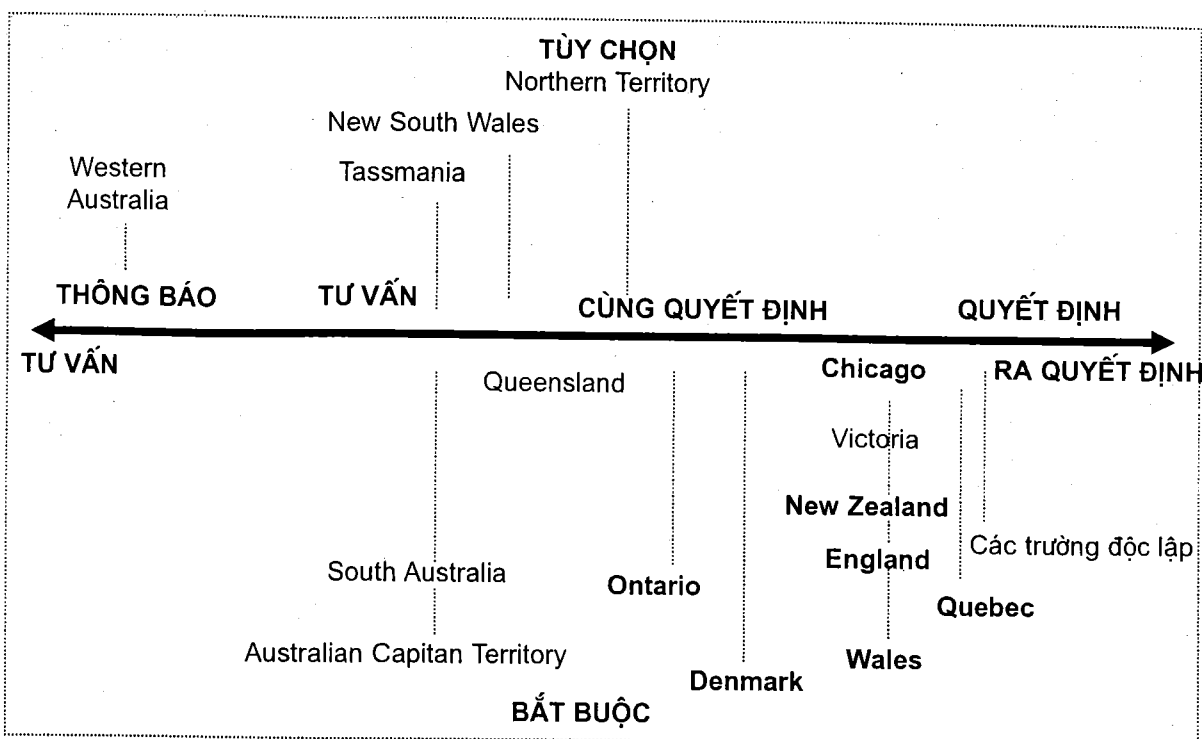 TÙY CHỌN
Northern Territory
New South Wales
Western
Australia
Tassmania
THÔNG BÁO
TƯ VẤN
CÙNG QUYẾT ĐỊNH
QUYẾT ĐỊNH
TƯ VẤN
Queensland
Chicago
RA QUYẾT ĐỊNH
Victoria
New Zealand
South Australia
Ontario
England
Các trường độc lập
Quebec
Australian Capitan Territory
Denmark
Wales
BẮT BUỘC